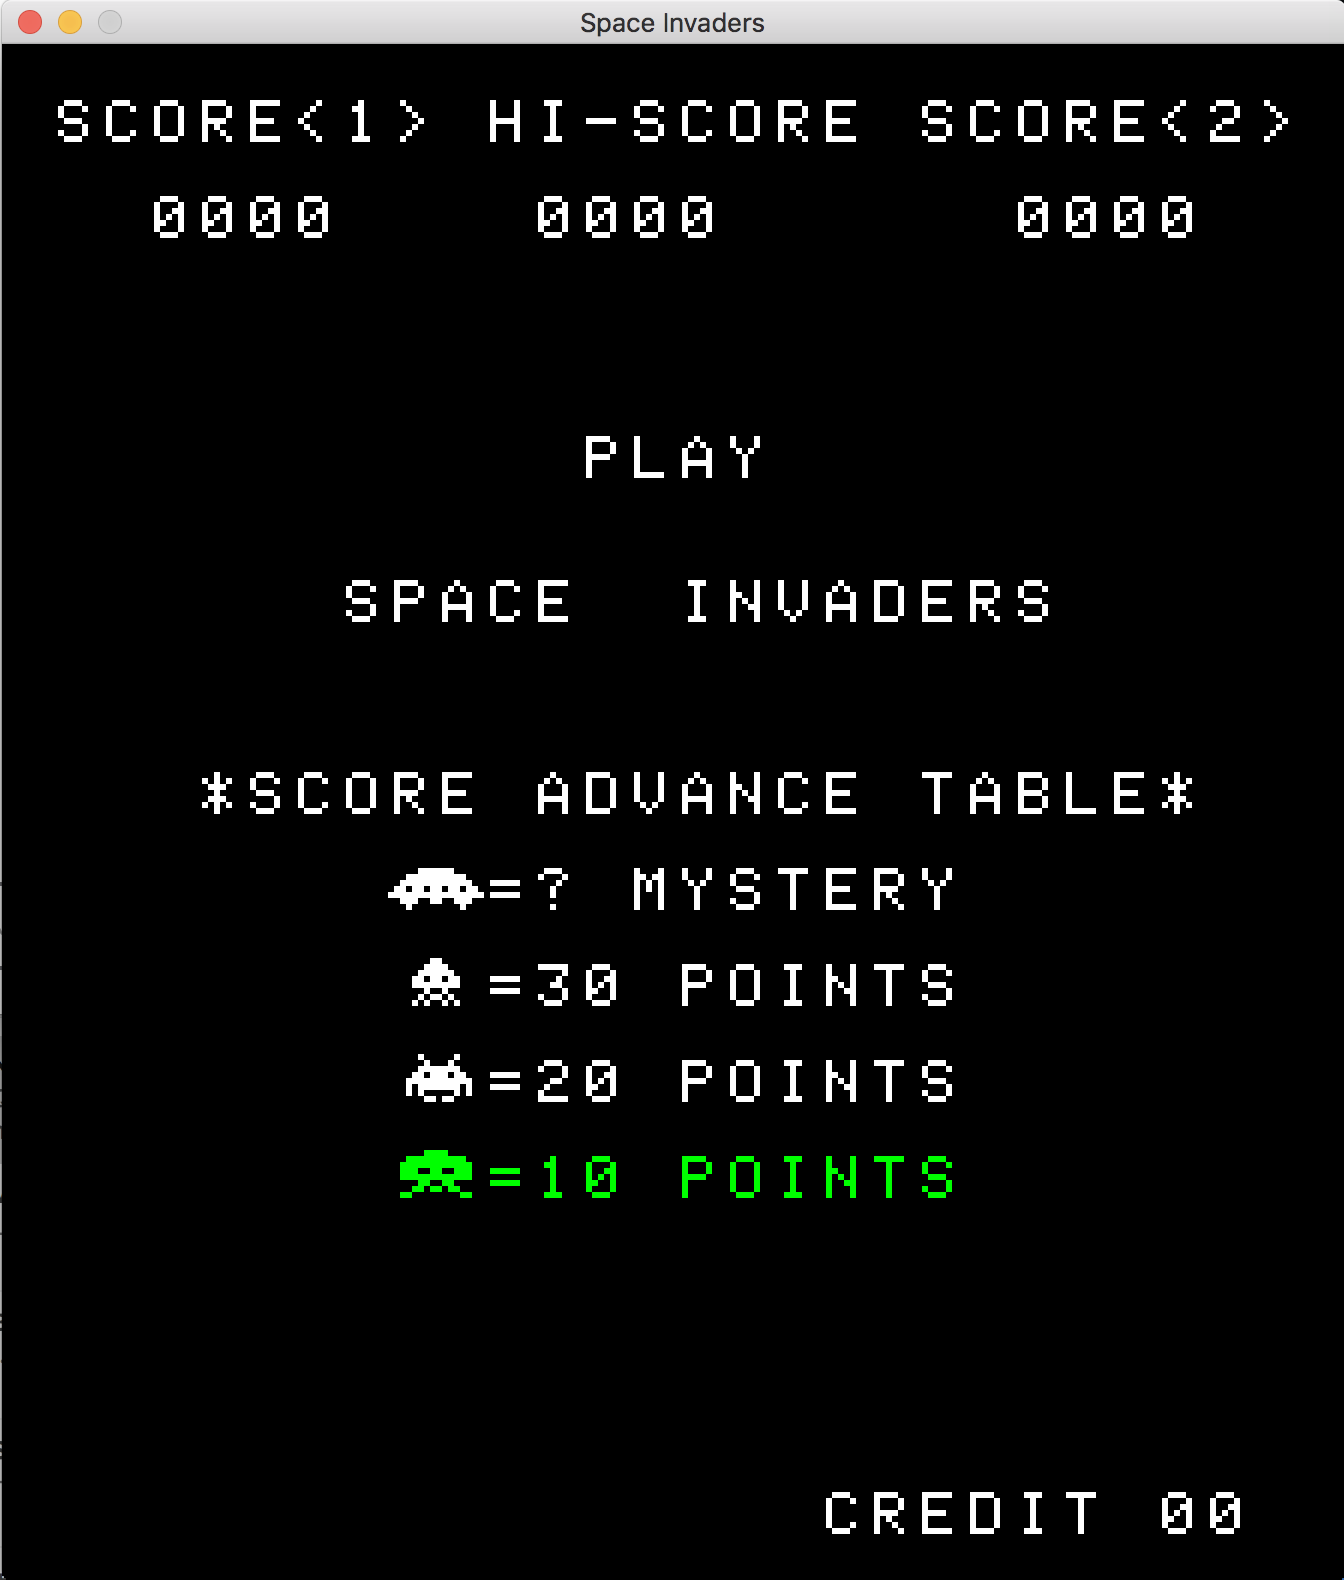 Space Invaders
SCORE<1> HI-SCORE SCORE<2>
0000 0000 0000
PLAY
SPACE INVADERS
*SCORE ADVANCE TABLE*
=? MYSTERY
=30 POINTS
=20 POINTS
=10 POINTS
CREDIT 00